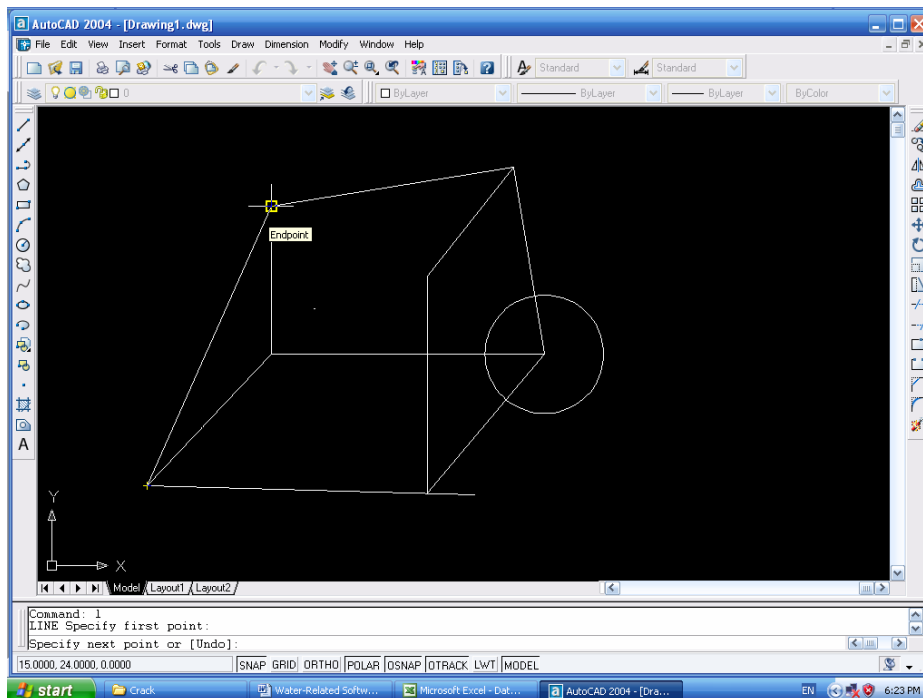 AutoCAD 2004 - [Drawing1.dwg]
File Edit View Insert Format Tools Draw Dimension Modify Window Help
Standard Standard
0 ByLayer ByLayer ByLayer ByColor
Endpoint
A
Y
X
Model Layout1 Layout2
Command: l
LINE Specify first point:
Specify next point or [Undo]:
15.0000, 24.0000, 0.0000 SNAP GRID ORTHO POLAR OSNAP OTRACK LWT MODEL
start Crack Water-Related Softw... Microsoft Excel - Dat... AutoCAD 2004 - [Dra... EN 6:23 PM